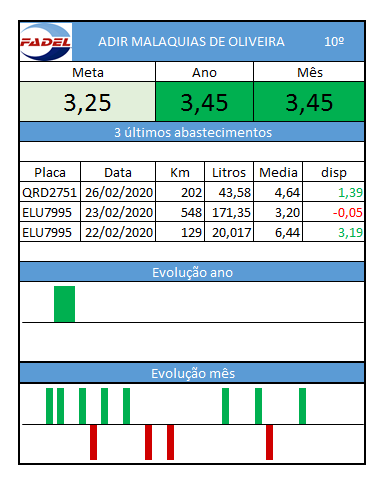 FADEL ADIR MALAQUIAS DE OLIVEIRA 10º
Meta Ano Mês
3,25 3,45 3,45
3 últimos abastecimentos
Placa Data Km Litros Media disp
QRD2751 26/02/2020 202 43,58 4,64 1,39
ELU7995 23/02/2020 548 171,35 3,20 -0,05
ELU7995 22/02/2020 129 20,017 6,44 3,19
Evolução ano
Evolução mês